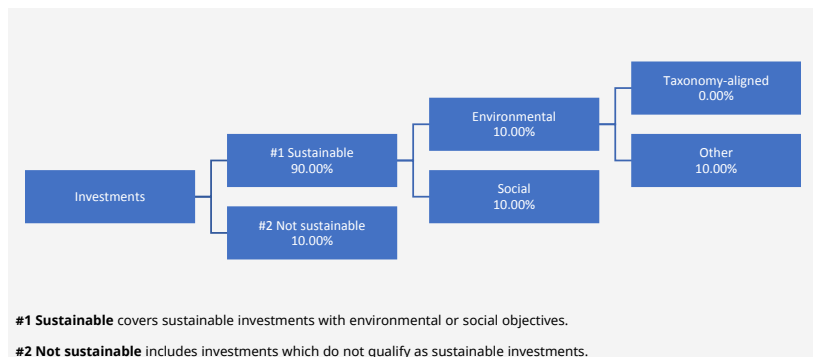 Taxonomy-aligned
0.00%
Environmental
10.00%
#1 Sustainable
90.00%
Other
10.00%
Investments
Social
10.00%
#2 Not sustainable
10.00%
#1 Sustainable covers sustainable investments with environmental or social objectives.
#2 Not sustainable includes investments which do not qualify as sustainable investments.